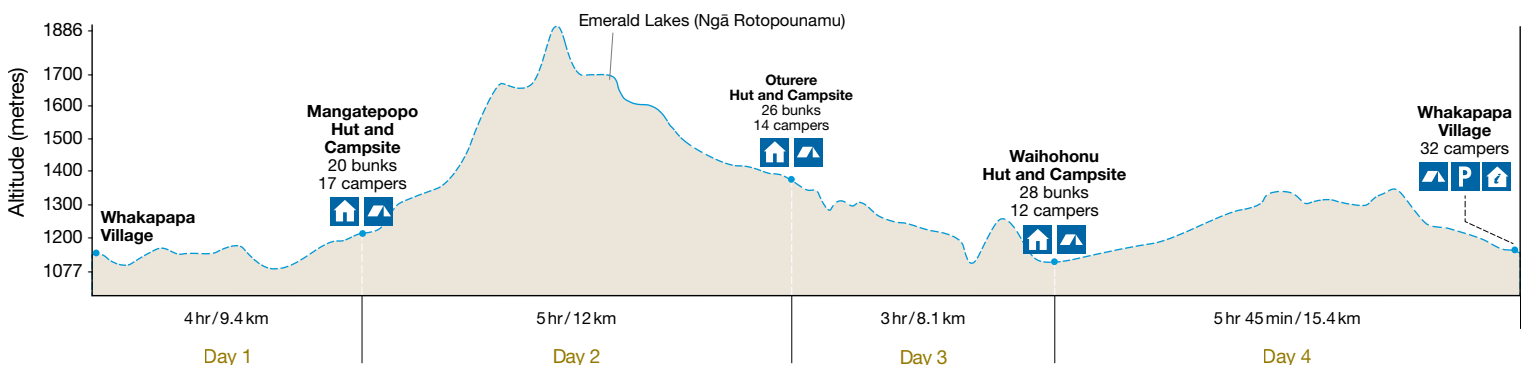 Altitude (metres)
1886
1700
1600
1500
1400
1300
1200
1077
Whakapapa
Village
Mangatepopo
Hut and
Campsite
20 bunks
17 campers
Emerald Lakes (Ngā Rotopounamu)
Oturere
Hut and Campsite
26 bunks
14 campers
Waihohonu
Hut and Campsite
28 bunks
12 campers
Whakapapa
Village
32 campers
P
i
4 hr / 9.4 km
5 hr / 12 km
3 hr / 8.1 km
5 hr 45 min / 15.4 km
Day 1
Day 2
Day 3
Day 4